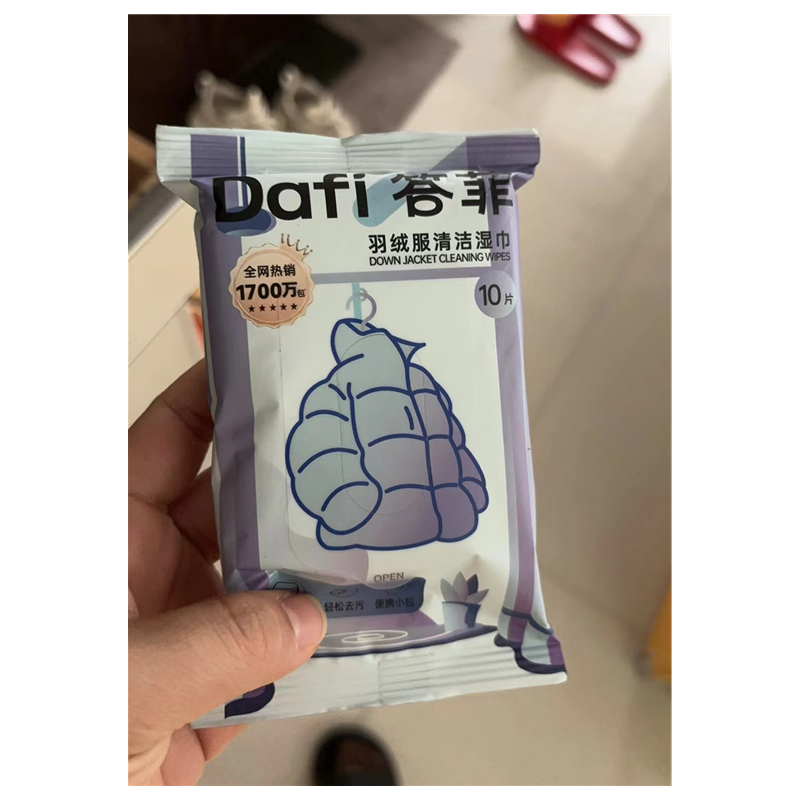 Dafi 答菲
羽绒服清洁湿巾
DOWN JACKET CLEANING WIPES
全网热销
1700万包
★★★★★
10片
OPEN
轻松去污 便携小包